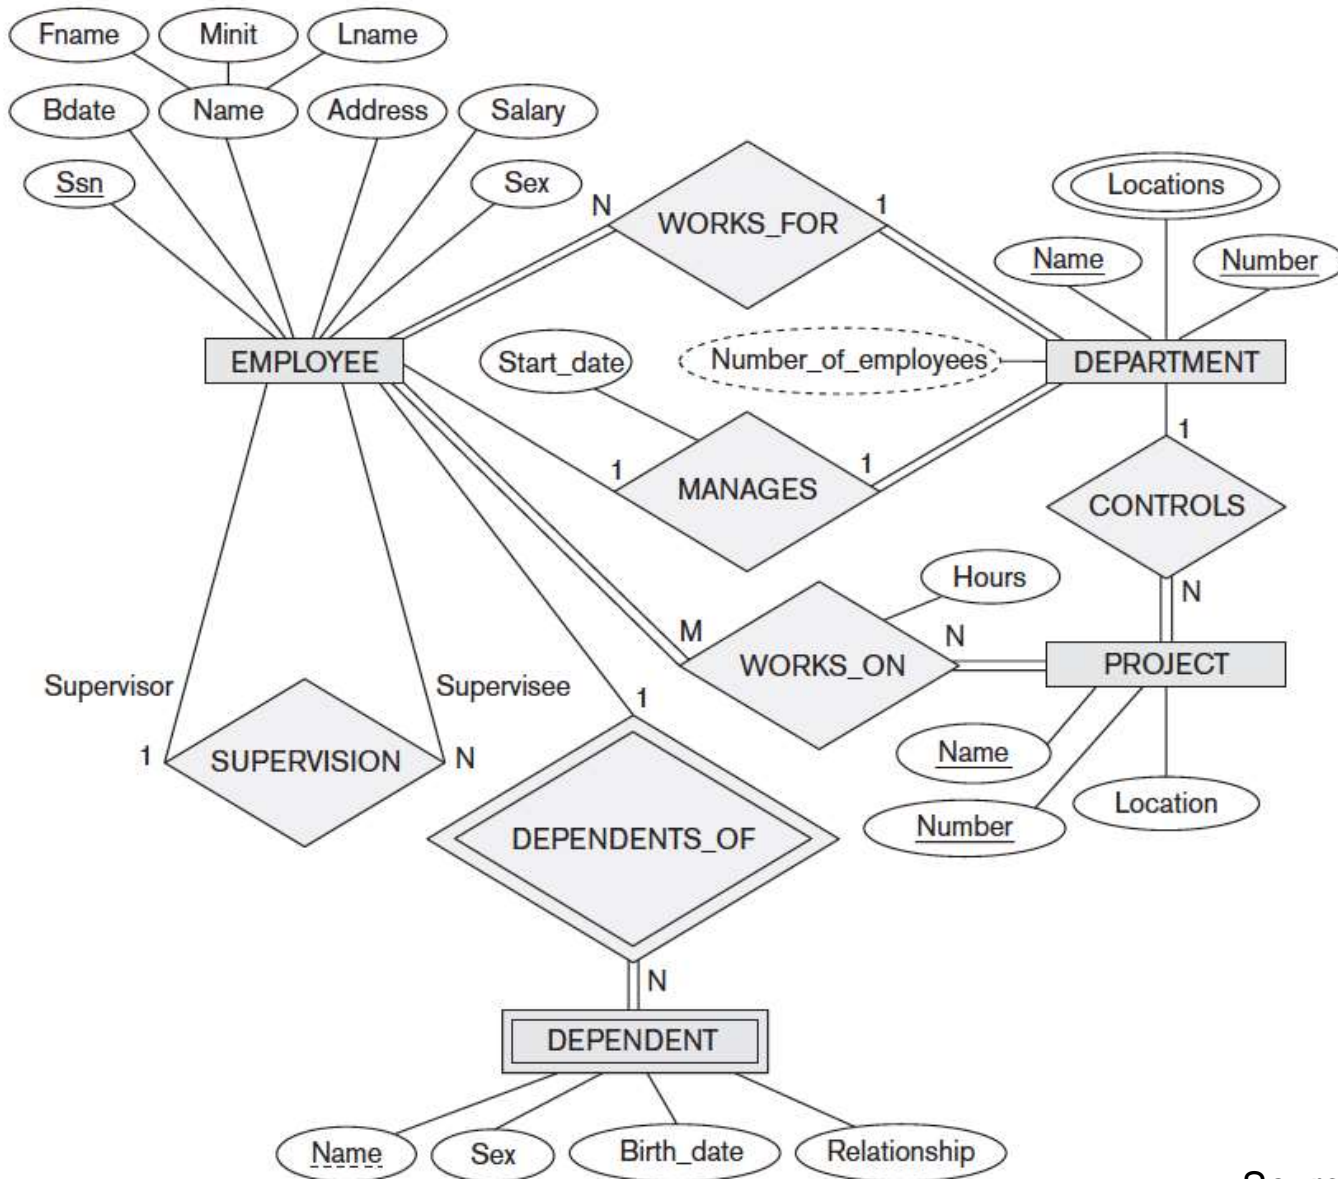 Fname Minit Lname
Bdate Name Address Salary
Ssn Sex
N WORKS_FOR 1
Locations
Name Number
EMPLOYEE Start_date Number_of_employees DEPARTMENT
1 MANAGES 1
1
CONTROLS
N
Hours
M WORKS_ON N
PROJECT
Name
Number
Location
Supervisor Supervisee
1 SUPERVISION N
1
DEPENDENTS_OF
N
DEPENDENT
Name Sex Birth_date Relationship